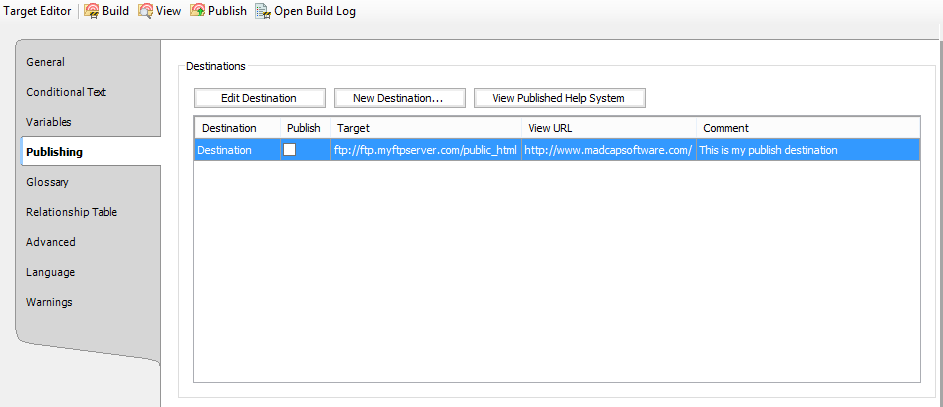 Target Editor Build View Publish Open Build Log
General
Conditional Text
Variables
Publishing
Glossary
Relationship Table
Advanced
Language
Warnings
Destinations
Edit Destination New Destination... View Published Help System
Destination Publish Target View URL Comment
Destination ftp://ftp.myftpserver.com/public_html http://www.madcapsoftware.com/ This is my publish destination